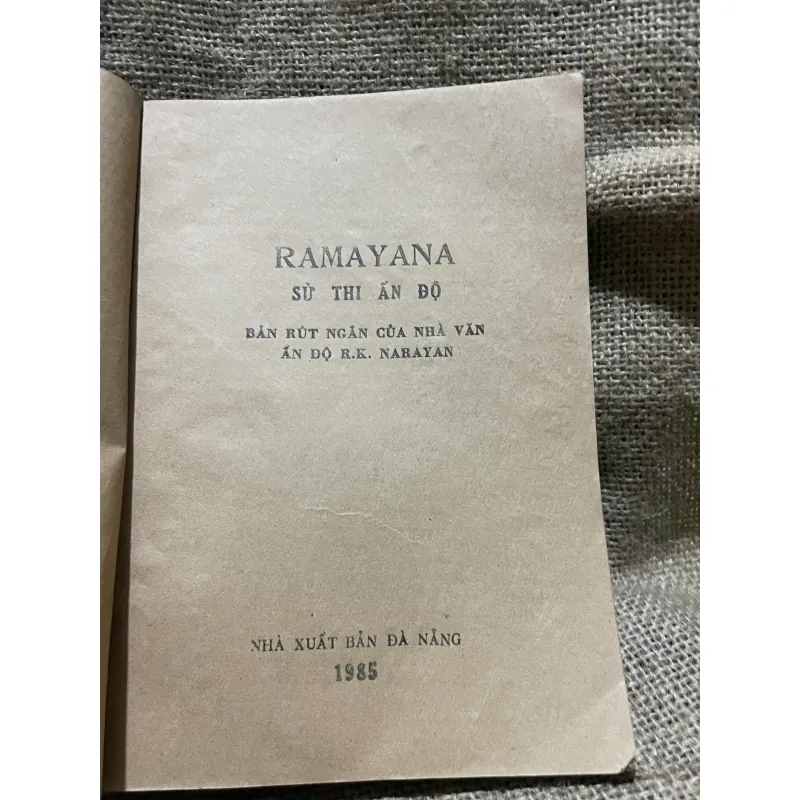 RAMAYANA
SỬ THI ẤN ĐỘ
BẢN RÚT NGẮN CỦA NHÀ VĂN
ẤN ĐỘ R.K. NARAYAN
NHÀ XUẤT BẢN ĐÀ NẴNG
1985